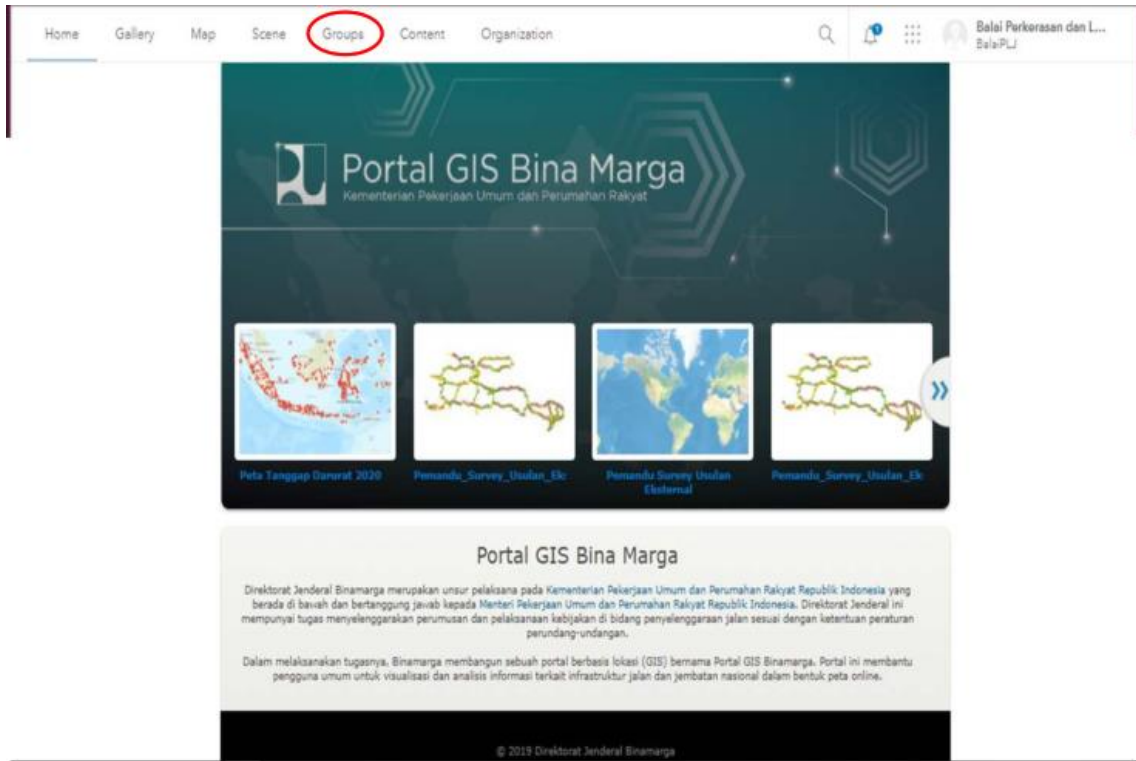 Home Gallery Map Scene Groups Content Organization
Balai Perkerasan dan L...
BalaiPLJ
Portal GIS Bina Marga
Kementerian Pekerjaan Umum dan Perumahan Rakyat
Peta Tanggap Darurat 2020
Pemandu_Survey_Usulan_Ek
Pemandu Survey Usulan
Eksternal
Pemandu_Survey_Usulan_Ek
Portal GIS Bina Marga
Direktorat Jenderal Binamarga merupakan unsur pelaksana pada Kementerian Pekerjaan Umum dan Perumahan Rakyat Republik Indonesia yang
berada di bawah dan bertanggung jawab kepada Menteri Pekerjaan Umum dan Perumahan Rakyat Republik Indonesia. Direktorat Jenderal ini
mempunyai tugas menyelenggarakan perumusan dan pelaksanaan kebijakan di bidang penyelenggaraan jalan sesuai dengan ketentuan peraturan
perundang-undangan.
Dalam melaksanakan tugasnya, Binamarga membangun sebuah portal berbasis lokasi (GIS) bernama Portal GIS Binamarga. Portal ini membantu
pengguna umum untuk visualisasi dan analisis informasi terkait infrastruktur jalan dan jembatan nasional dalam bentuk peta online.
© 2019 Direktorat Jenderal Binamarga